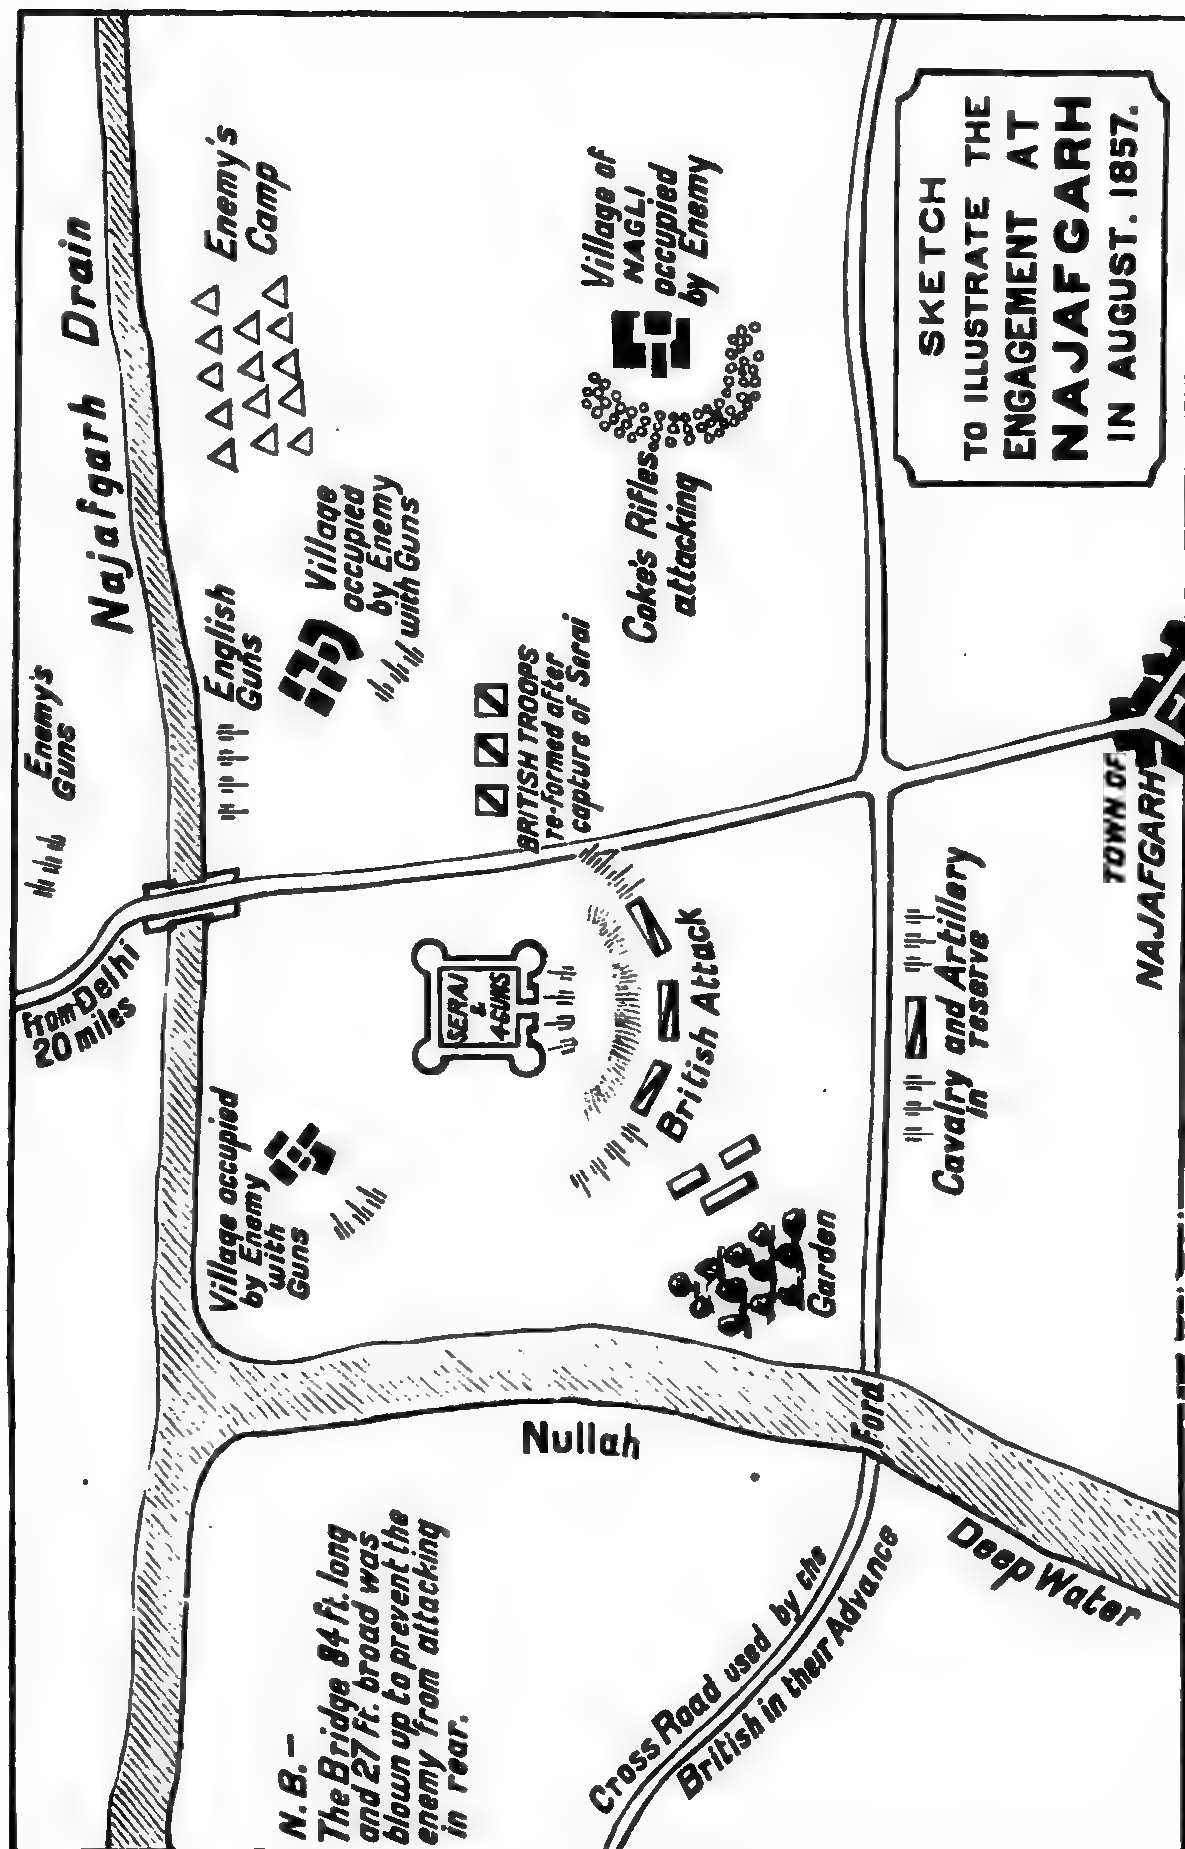 SKETCH
TO ILLUSTRATE THE
ENGAGEMENT AT
NAJAFGARH
IN AUGUST. 1857.
Najafgarh Drain
Enemy's
Camp
Village of
NAGLI
occupied
by Enemy
Coke's Rifles
attacking
Village
occupied
by Enemy
with Guns
English
Guns
Enemy's
Guns
BRITISH TROOPS
re-formed after
capture of Serai
From Delhi
20 miles
SERAI
&
4 GUNS
British Attack
TOWN OF
NAJAFGARH
Cavalry and Artillery
in reserve
Village occupied
by Enemy
with
Guns
Garden
Nullah
Ford
Deep Water
Cross Road used by the
British in their Advance
N.B.—
The Bridge 84 ft. long
and 27 ft. broad was
blown up to prevent the
enemy from attacking
in rear.